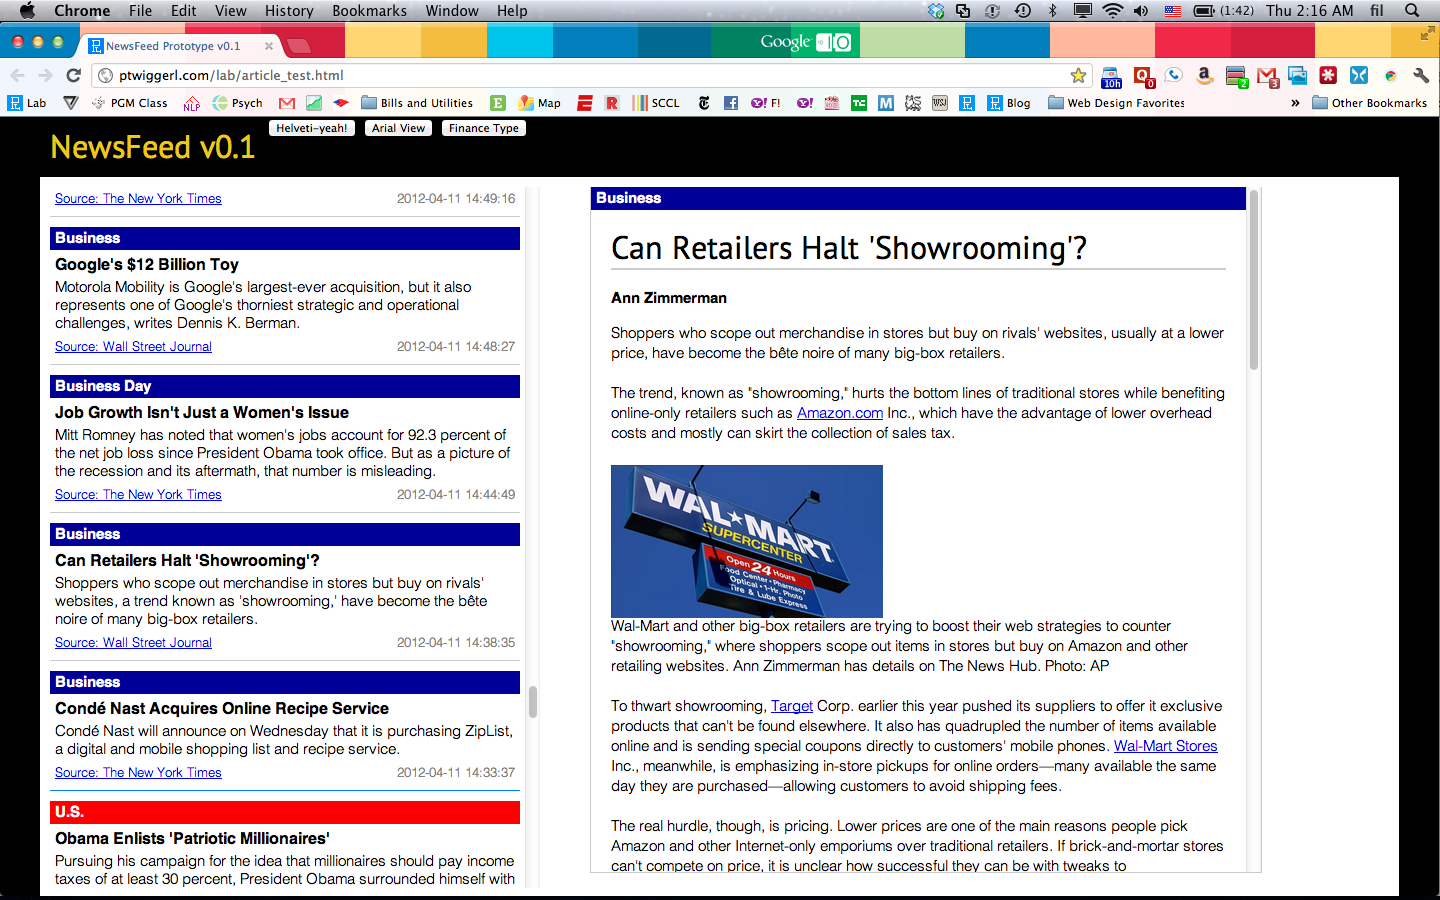 Chrome File Edit View History Bookmarks Window Help (1:42) Thu 2:16 AM fil
NewsFeed Prototype v0.1
Google IO
ptwiggerl.com/lab/article_test.html
10h 0 2 3
Lab PGM Class NLP Psych Bills and Utilities E Map E R SCCL Y! F! Y! TC M WSJ Blog Web Design Favorites » Other Bookmarks
NewsFeed v0.1
Helveti-yeah! Arial View Finance Type
Source: The New York Times 2012-04-11 14:49:16
Business
Google's $12 Billion Toy
Motorola Mobility is Google's largest-ever acquisition, but it also
represents one of Google's thorniest strategic and operational
challenges, writes Dennis K. Berman.
Source: Wall Street Journal 2012-04-11 14:48:27
Business Day
Job Growth Isn't Just a Women's Issue
Mitt Romney has noted that women's jobs account for 92.3 percent of
the net job loss since President Obama took office. But as a picture of
the recession and its aftermath, that number is misleading.
Source: The New York Times 2012-04-11 14:44:49
Business
Can Retailers Halt 'Showrooming'?
Shoppers who scope out merchandise in stores but buy on rivals'
websites, a trend known as 'showrooming,' have become the bête
noire of many big-box retailers.
Source: Wall Street Journal 2012-04-11 14:38:35
Business
Condé Nast Acquires Online Recipe Service
Condé Nast will announce on Wednesday that it is purchasing ZipList,
a digital and mobile shopping list and recipe service.
Source: The New York Times 2012-04-11 14:33:37
U.S.
Obama Enlists 'Patriotic Millionaires'
Pursuing his campaign for the idea that millionaires should pay income
taxes of at least 30 percent, President Obama surrounded himself with
Business
Can Retailers Halt 'Showrooming'?
Ann Zimmerman
Shoppers who scope out merchandise in stores but buy on rivals' websites, usually at a lower
price, have become the bête noire of many big-box retailers.
The trend, known as "showrooming," hurts the bottom lines of traditional stores while benefiting
online-only retailers such as Amazon.com Inc., which have the advantage of lower overhead
costs and mostly can skirt the collection of sales tax.
WAL★MART
SUPERCENTER
Open 24 Hours
Food Center • Pharmacy
Optical • 1-Hr. Photo
Tire & Lube Express
Wal-Mart and other big-box retailers are trying to boost their web strategies to counter
"showrooming," where shoppers scope out items in stores but buy on Amazon and other
retailing websites. Ann Zimmerman has details on The News Hub. Photo: AP
To thwart showrooming, Target Corp. earlier this year pushed its suppliers to offer it exclusive
products that can't be found elsewhere. It also has quadrupled the number of items available
online and is sending special coupons directly to customers' mobile phones. Wal-Mart Stores
Inc., meanwhile, is emphasizing in-store pickups for online orders—many available the same
day they are purchased—allowing customers to avoid shipping fees.
The real hurdle, though, is pricing. Lower prices are one of the main reasons people pick
Amazon and other Internet-only emporiums over traditional retailers. If brick-and-mortar stores
can't compete on price, it is unclear how successful they can be with tweaks to